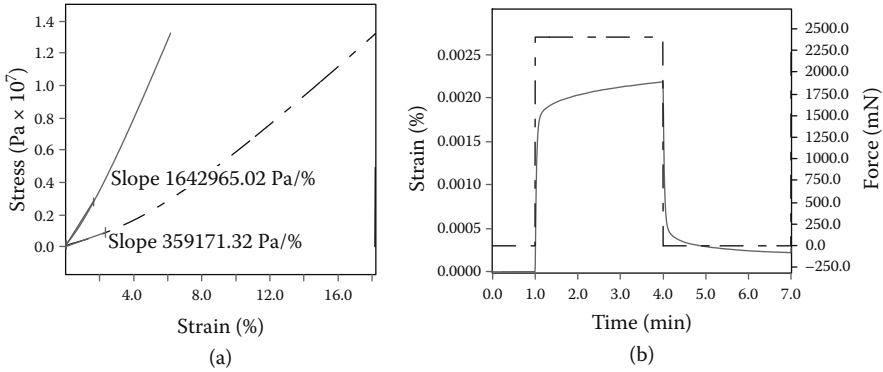 Stress (Pa × 10⁷)
1.4
1.2
1.0
0.8
0.6
0.4
0.2
0.0
Slope 1642965.02 Pa/%
Slope 359171.32 Pa/%
4.0 8.0 12.0 16.0
Strain (%)
(a)
Strain (%)
0.0025
0.0020
0.0015
0.0010
0.0005
0.0000
2500.0
2250.0
2000.0
1750.0
1500.0
1250.0
1000.0
750.0
500.0
250.0
0.0
−250.0
Force (mN)
0.0 1.0 2.0 3.0 4.0 5.0 6.0 7.0
Time (min)
(b)